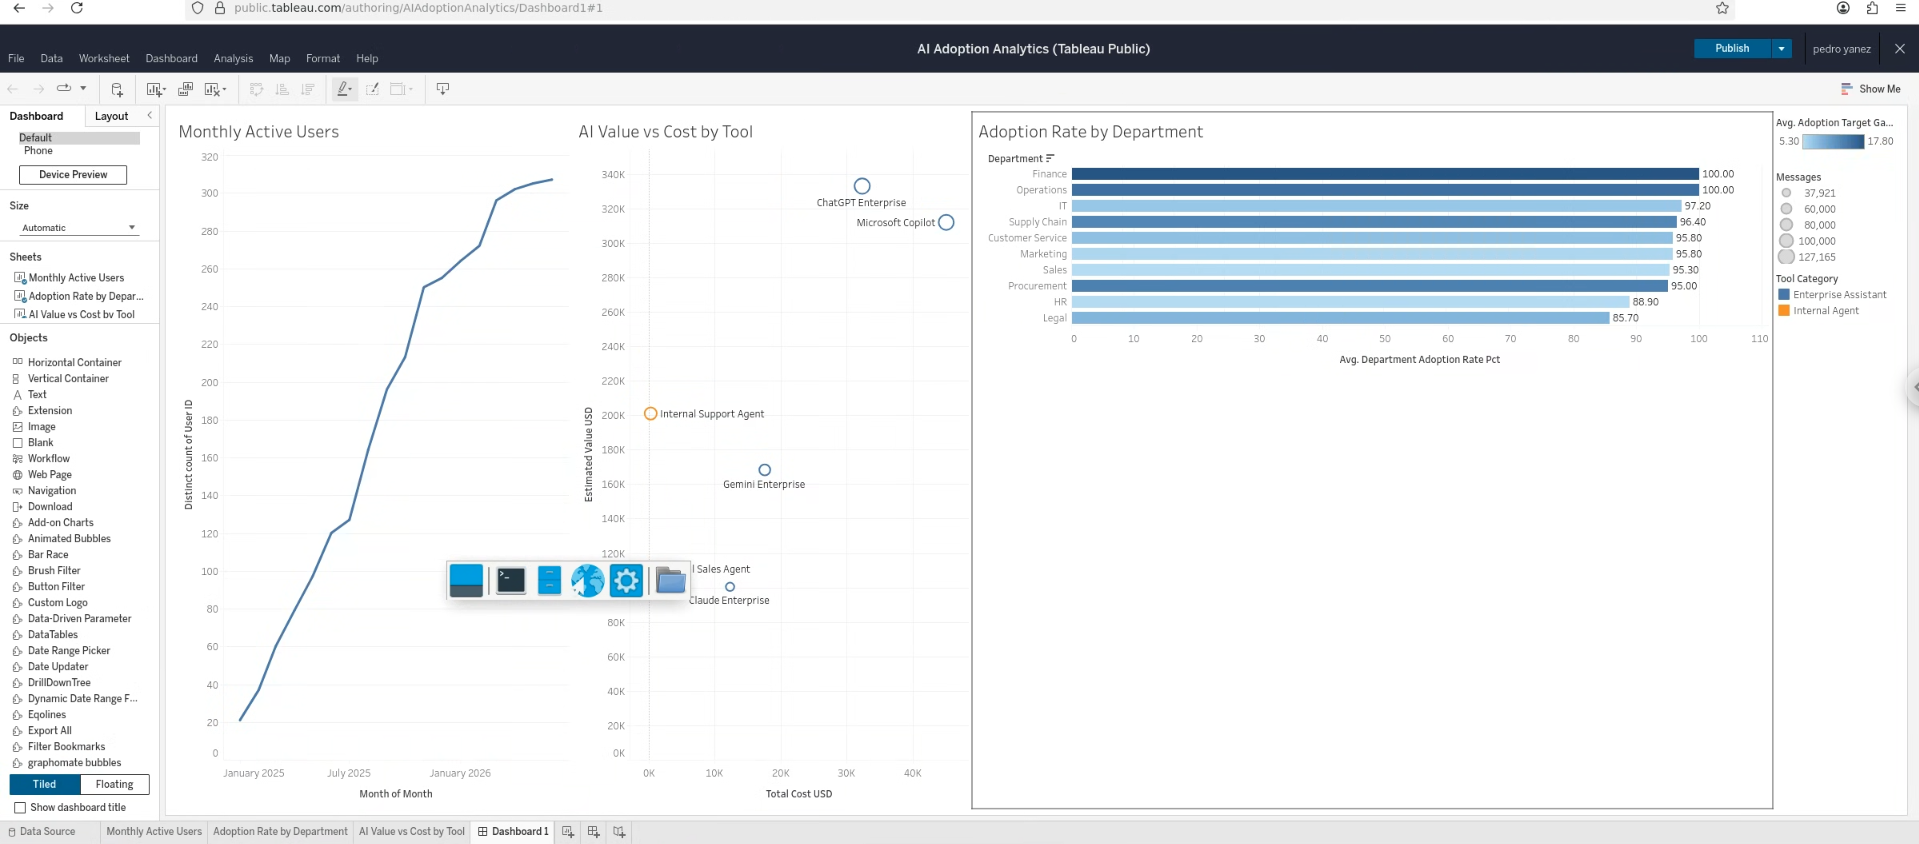 public.tableau.com/authoring/AIAdoptionAnalytics/Dashboard1#1
AI Adoption Analytics (Tableau Public)
Publish
pedro yanez
File Data Worksheet Dashboard Analysis Map Format Help
Show Me
Dashboard Layout
Default
Phone
Device Preview
Size
Automatic
Sheets
Monthly Active Users
Adoption Rate by Depar...
AI Value vs Cost by Tool
Objects
Horizontal Container
Vertical Container
Text
Extension
Image
Blank
Workflow
Web Page
Navigation
Download
Add-on Charts
Animated Bubbles
Bar Race
Brush Filter
Button Filter
Custom Logo
Data-Driven Parameter
DataTables
Date Range Picker
Date Updater
DrillDownTree
Dynamic Date Range F...
Eqolines
Export All
Filter Bookmarks
graphomate bubbles
Tiled Floating
Show dashboard title
Monthly Active Users
320
300
280
260
240
220
200
180
160
140
120
100
80
60
40
20
0
Distinct count of User ID
January 2025 July 2025 January 2026
Month of Month
AI Value vs Cost by Tool
340K
320K
300K
280K
260K
240K
220K
200K
180K
160K
140K
120K
80K
60K
40K
20K
0K
Estimated Value USD
ChatGPT Enterprise
Microsoft Copilot
Internal Support Agent
Gemini Enterprise
l Sales Agent
Claude Enterprise
0K 10K 20K 30K 40K
Total Cost USD
Adoption Rate by Department
Department
Finance 100.00
Operations 100.00
IT 97.20
Supply Chain 96.40
Customer Service 95.80
Marketing 95.80
Sales 95.30
Procurement 95.00
HR 88.90
Legal 85.70
0 10 20 30 40 50 60 70 80 90 100 110
Avg. Department Adoption Rate Pct
Avg. Adoption Target Ga...
5.30 17.80
Messages
37,921
60,000
80,000
100,000
127,165
Tool Category
Enterprise Assistant
Internal Agent
Data Source Monthly Active Users Adoption Rate by Department AI Value vs Cost by Tool Dashboard 1